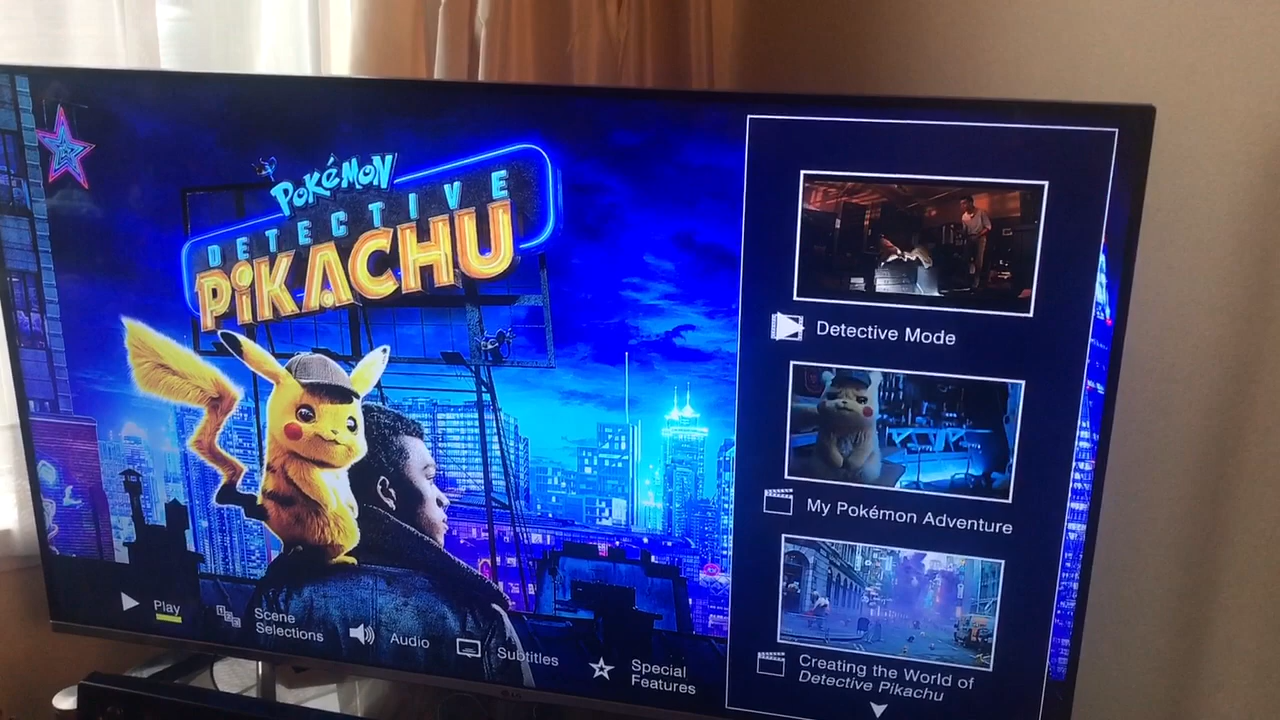 POKéMON
DETECTIVE
PiKACHU
Play
Scene
Selections
Audio
Subtitles
Special
Features
Detective Mode
My Pokémon Adventure
Creating the World of
Detective Pikachu
LG